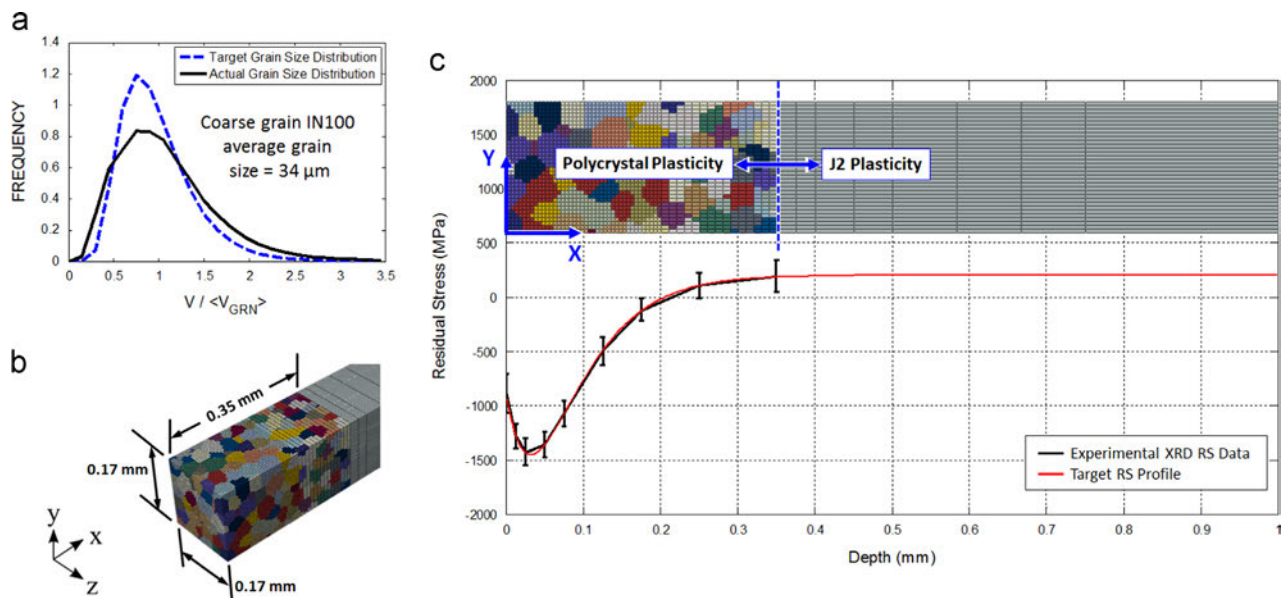 a
1.4
1.2
1
0.8
0.6
0.4
0.2
0
FREQUENCY
Target Grain Size Distribution
Actual Grain Size Distribution
Coarse grain IN100
average grain
size = 34 µm
0 0.5 1.0 1.5 2.0 2.5 3.0 3.5
V / <V_GRN>
b
0.35 mm
0.17 mm
0.17 mm
y
x
z
c
2000
1500
1000
500
0
-500
-1000
-1500
-2000
Residual Stress (MPa)
Y
X
Polycrystal Plasticity
J2 Plasticity
Experimental XRD RS Data
Target RS Profile
0 0.1 0.2 0.3 0.4 0.5 0.6 0.7 0.8 0.9 1
Depth (mm)